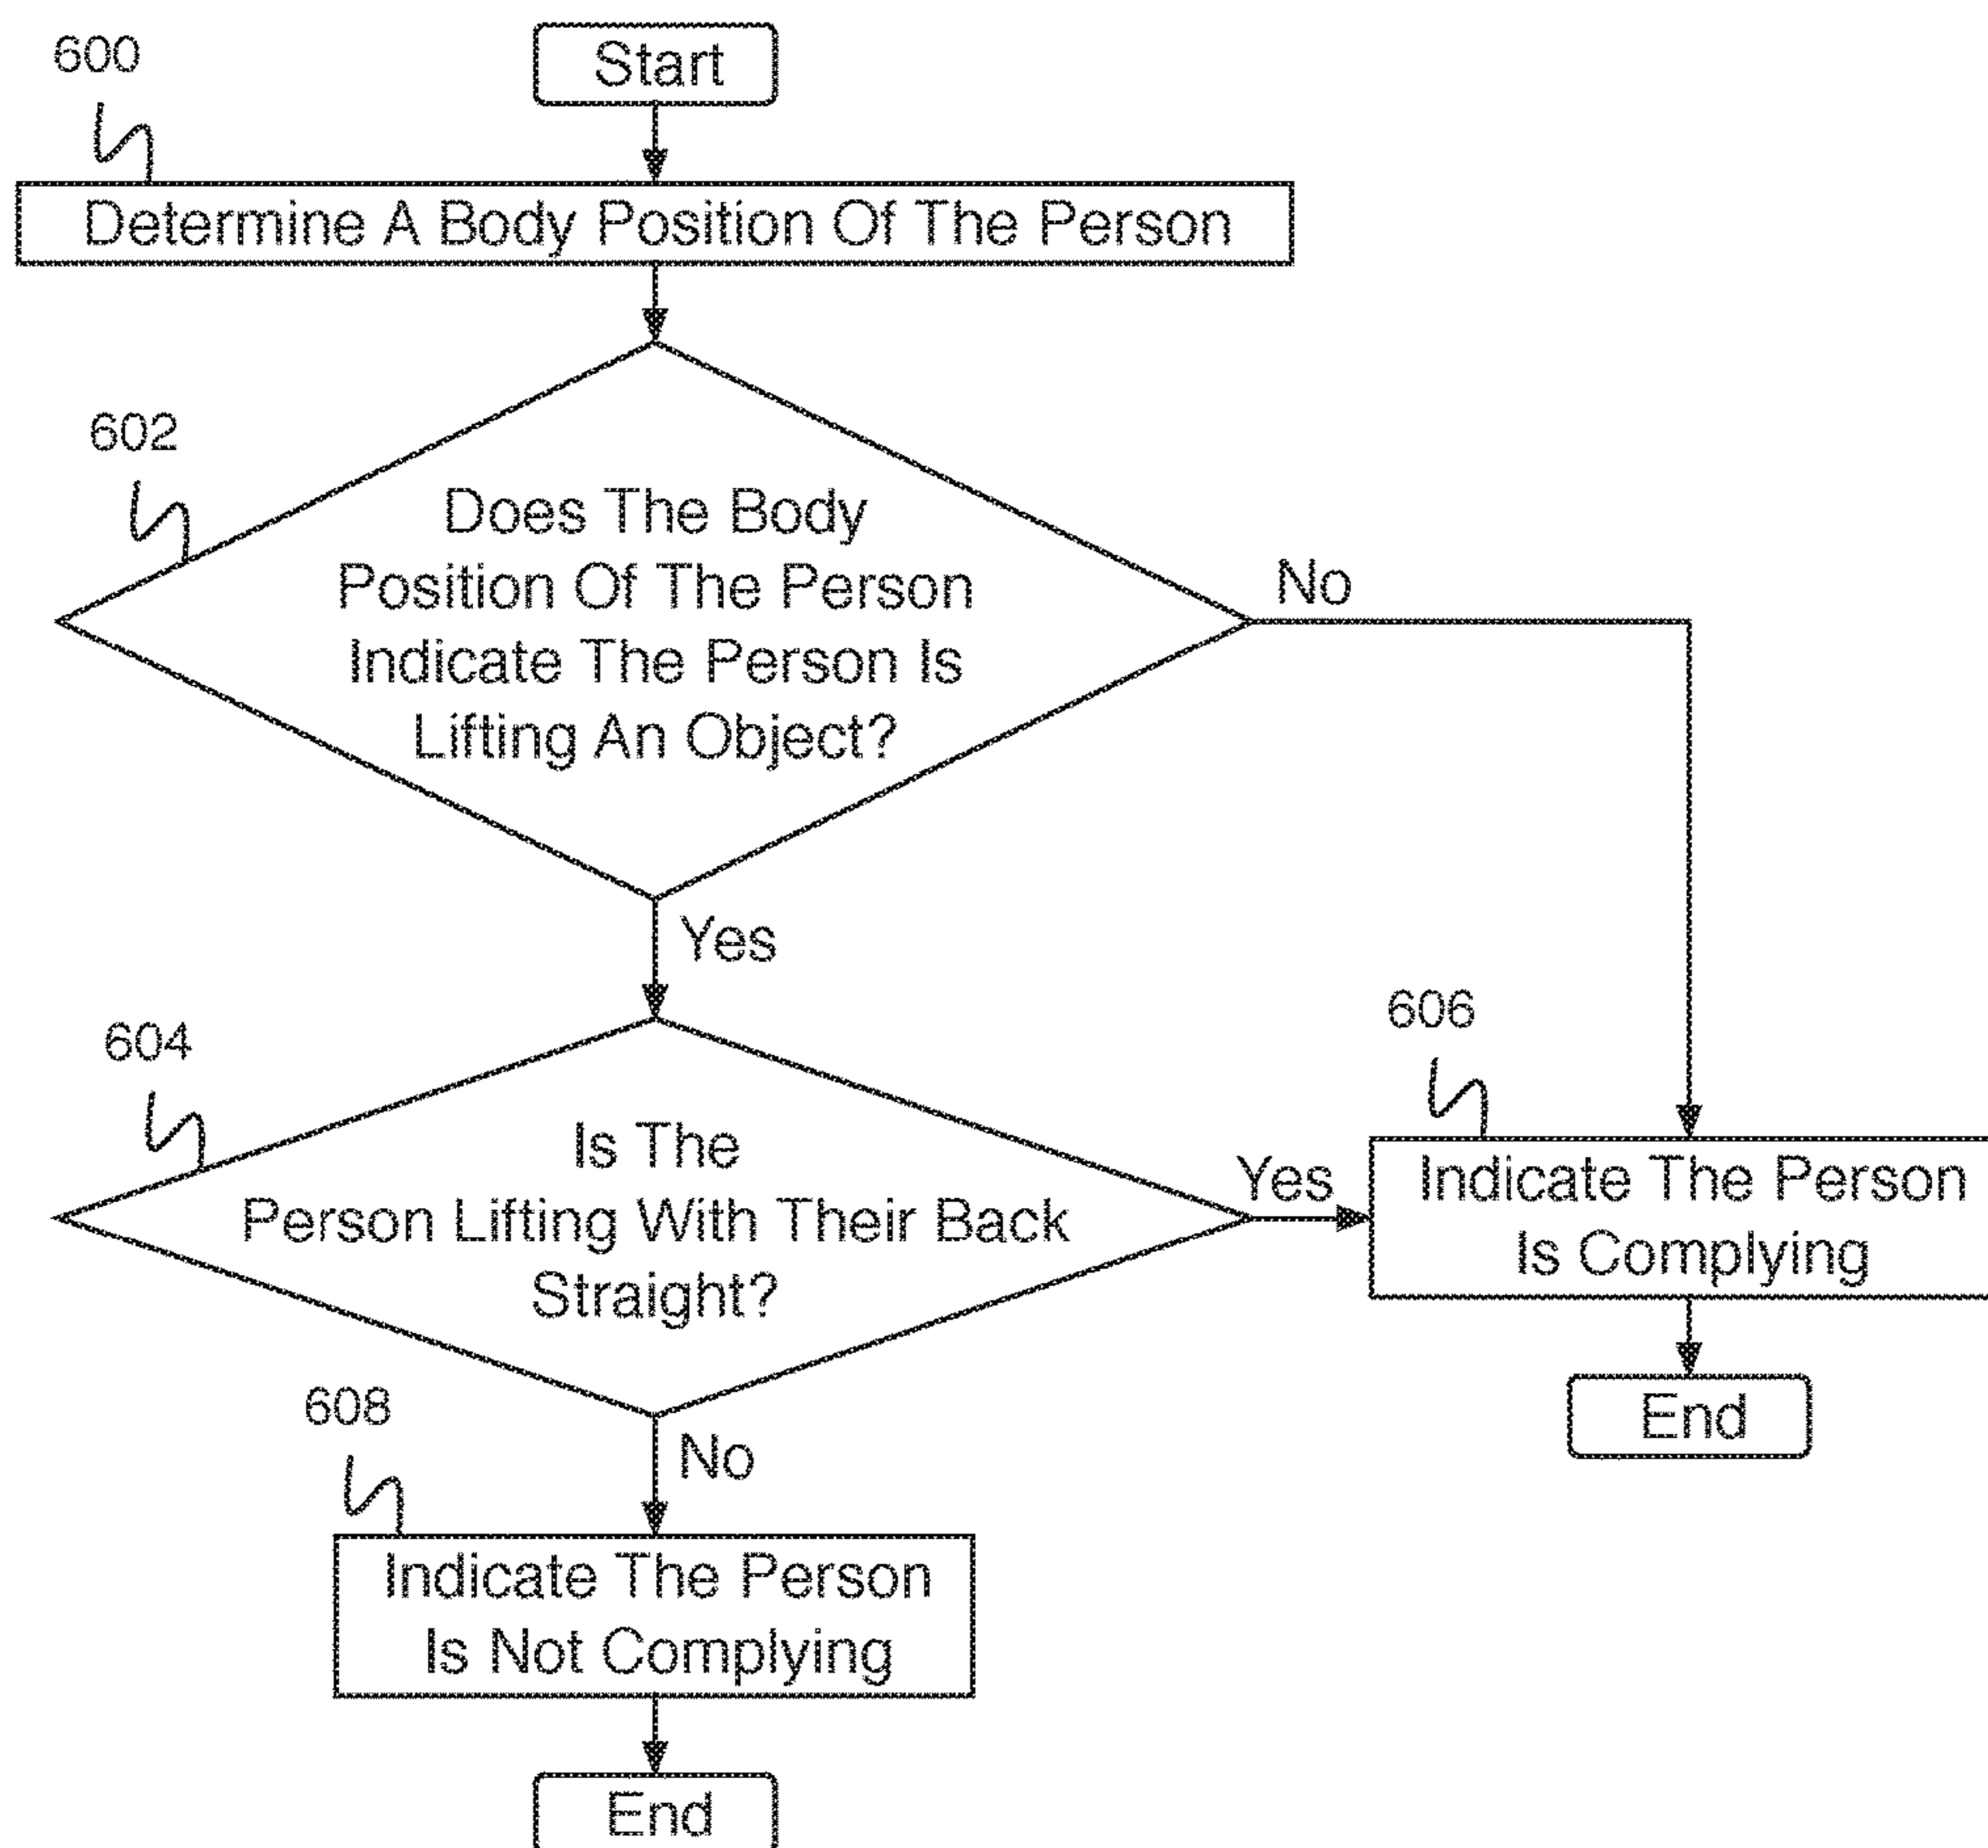 600
Start
Determine A Body Position Of The Person
602
Does The Body
Position Of The Person
Indicate The Person Is
Lifting An Object?
No
Yes
604
Is The
Person Lifting With Their Back
Straight?
Yes
606
Indicate The Person
Is Complying
End
No
608
Indicate The Person
Is Not Complying
End